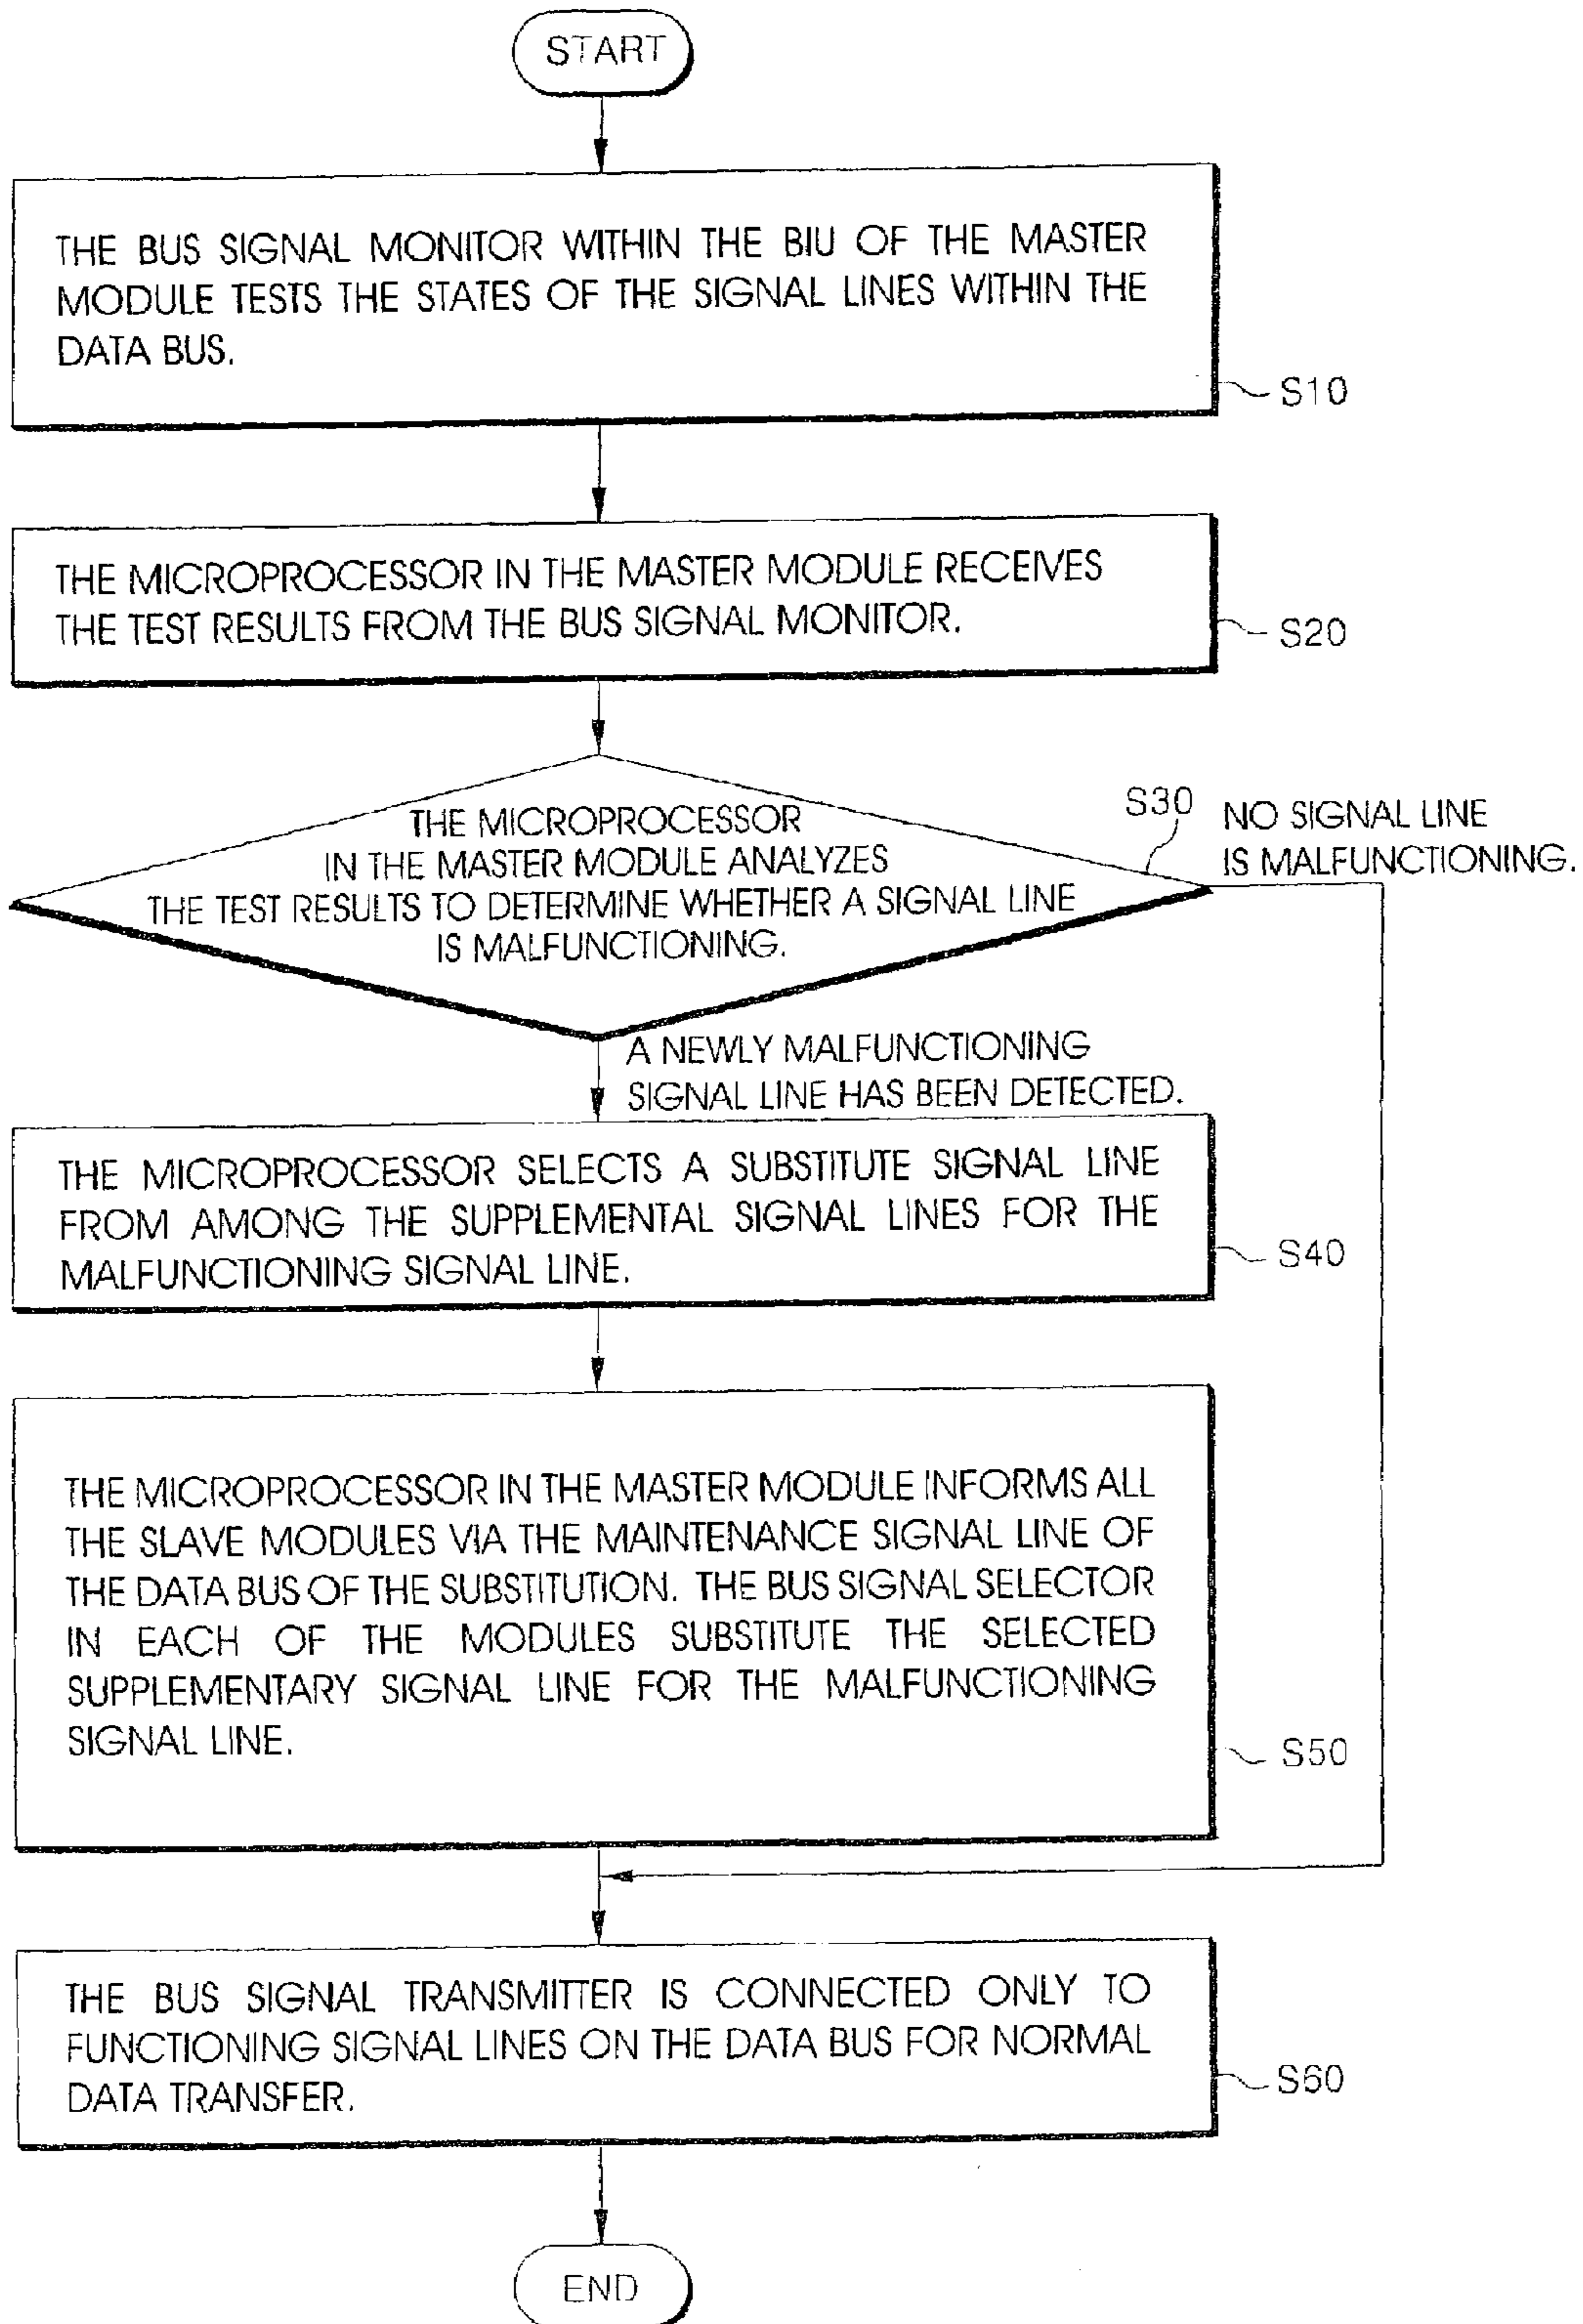 START
THE BUS SIGNAL MONITOR WITHIN THE BIU OF THE MASTER
MODULE TESTS THE STATES OF THE SIGNAL LINES WITHIN THE
DATA BUS.
S10
THE MICROPROCESSOR IN THE MASTER MODULE RECEIVES
THE TEST RESULTS FROM THE BUS SIGNAL MONITOR.
S20
THE MICROPROCESSOR
IN THE MASTER MODULE ANALYZES
THE TEST RESULTS TO DETERMINE WHETHER A SIGNAL LINE
IS MALFUNCTIONING.
S30
NO SIGNAL LINE
IS MALFUNCTIONING.
A NEWLY MALFUNCTIONING
SIGNAL LINE HAS BEEN DETECTED.
THE MICROPROCESSOR SELECTS A SUBSTITUTE SIGNAL LINE
FROM AMONG THE SUPPLEMENTAL SIGNAL LINES FOR THE
MALFUNCTIONING SIGNAL LINE.
S40
THE MICROPROCESSOR IN THE MASTER MODULE INFORMS ALL
THE SLAVE MODULES VIA THE MAINTENANCE SIGNAL LINE OF
THE DATA BUS OF THE SUBSTITUTION. THE BUS SIGNAL SELECTOR
IN EACH OF THE MODULES SUBSTITUTE THE SELECTED
SUPPLEMENTARY SIGNAL LINE FOR THE MALFUNCTIONING
SIGNAL LINE.
S50
THE BUS SIGNAL TRANSMITTER IS CONNECTED ONLY TO
FUNCTIONING SIGNAL LINES ON THE DATA BUS FOR NORMAL
DATA TRANSFER.
S60
END